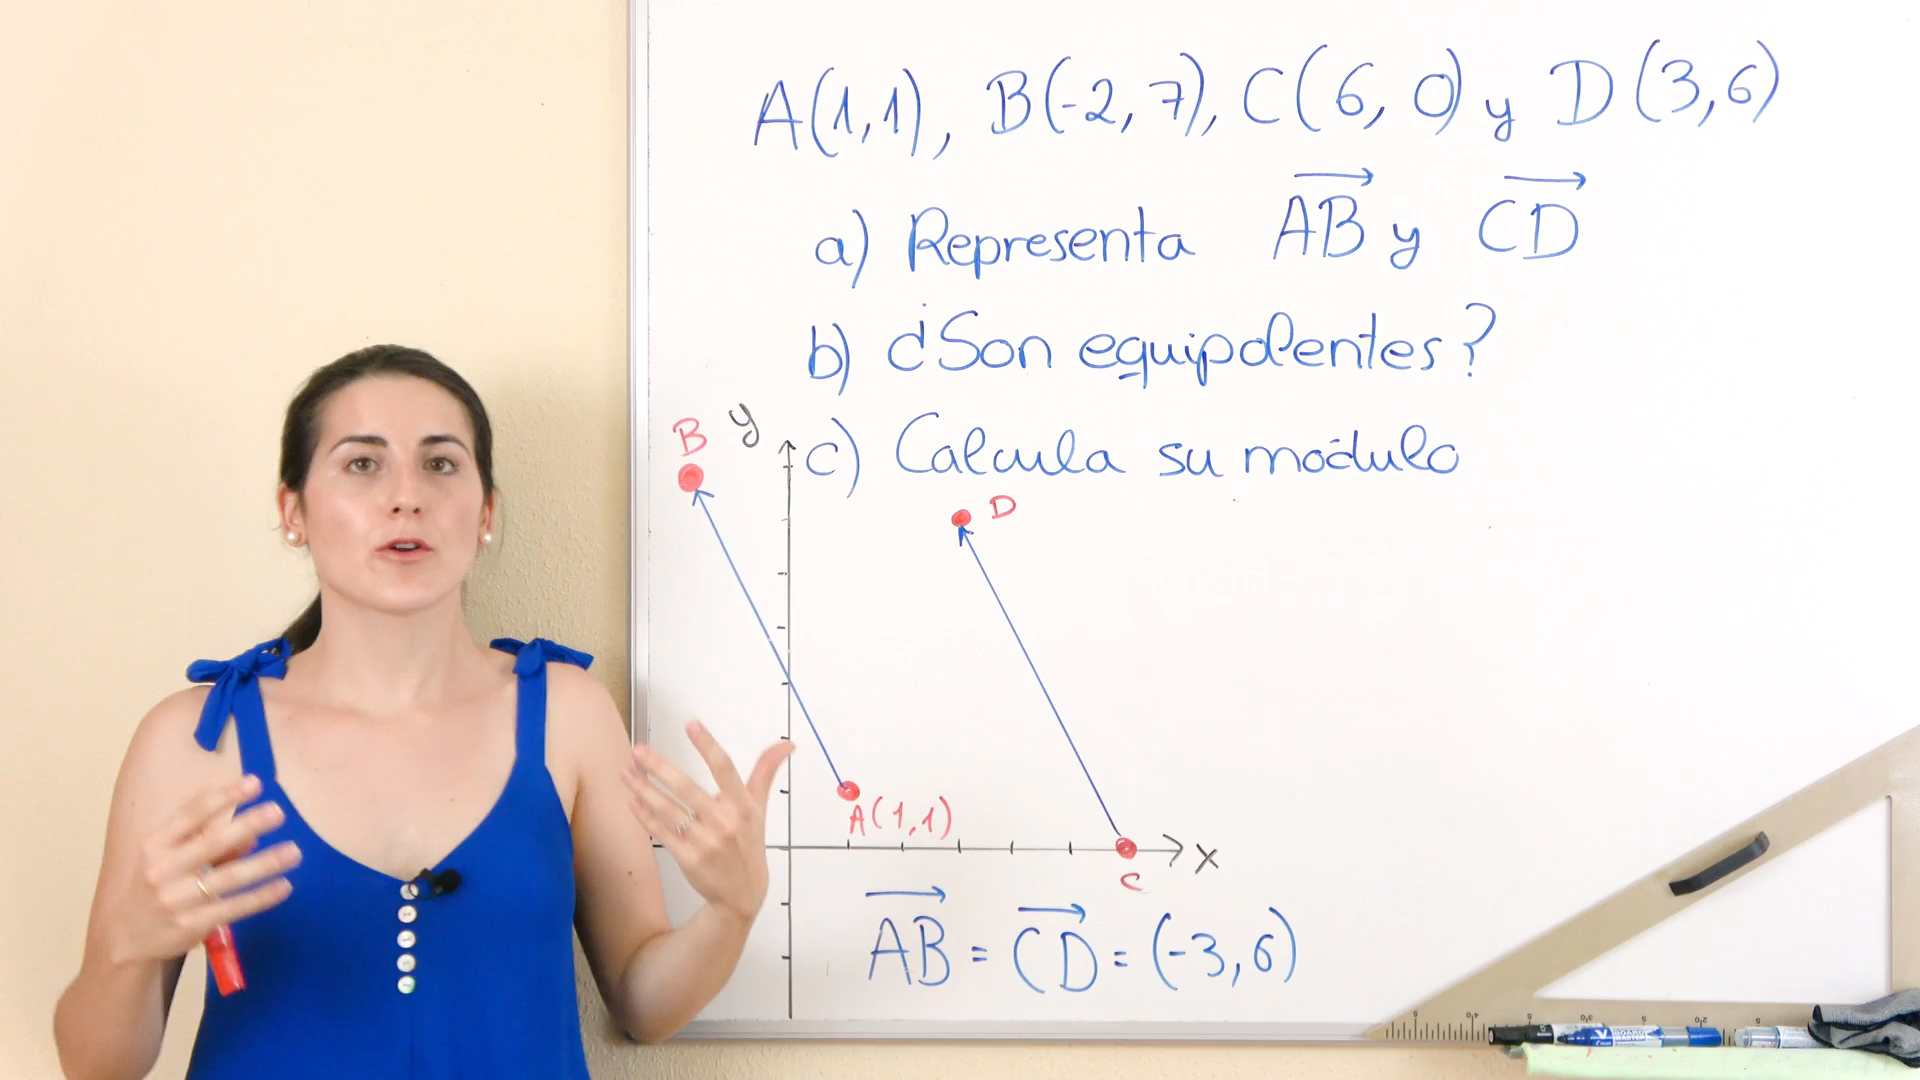 A(1,1), B(-2,7), C(6,0) y D(3,6)
a) Representa AB y CD
b) ¿Son equipolentes?
c) Calcula su módulo
B
y
D
A(1,1)
x
C
AB = CD = (-3,6)